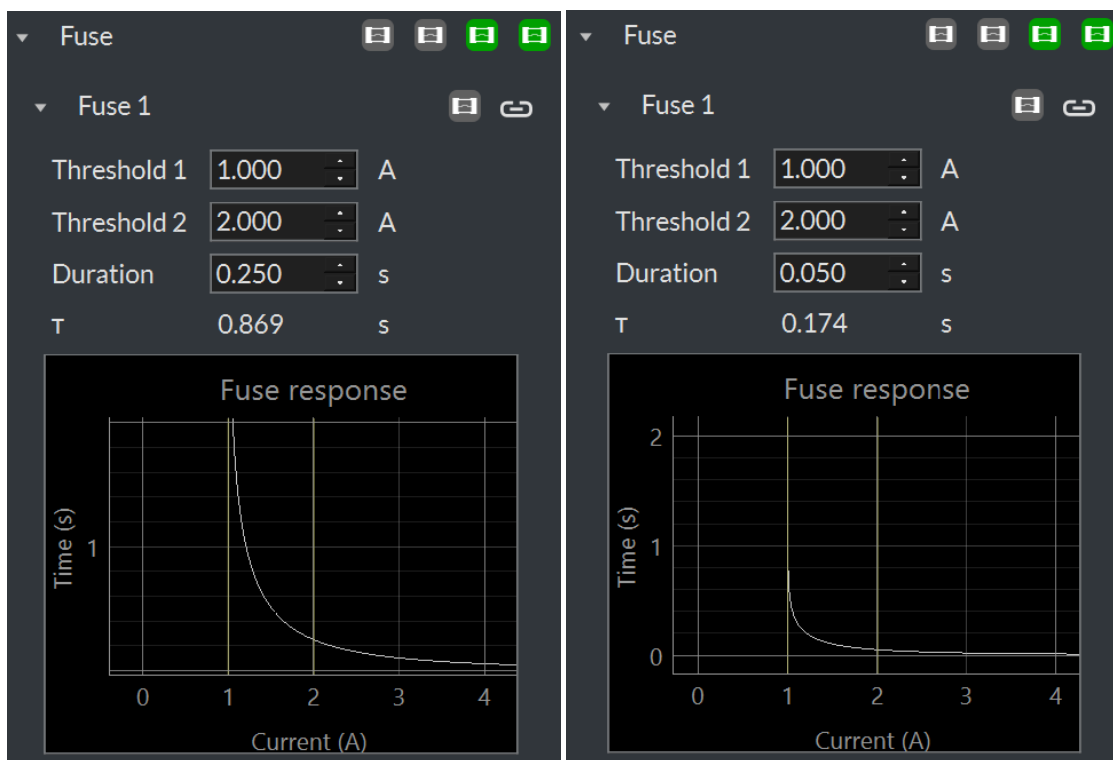 Fuse
Fuse 1
Threshold 1 1.000 A
Threshold 2 2.000 A
Duration 0.250 s
τ 0.869 s
Fuse response
Time (s)
1
0 1 2 3 4
Current (A)
Fuse
Fuse 1
Threshold 1 1.000 A
Threshold 2 2.000 A
Duration 0.050 s
τ 0.174 s
Fuse response
2
Time (s)
1
0
0 1 2 3 4
Current (A)